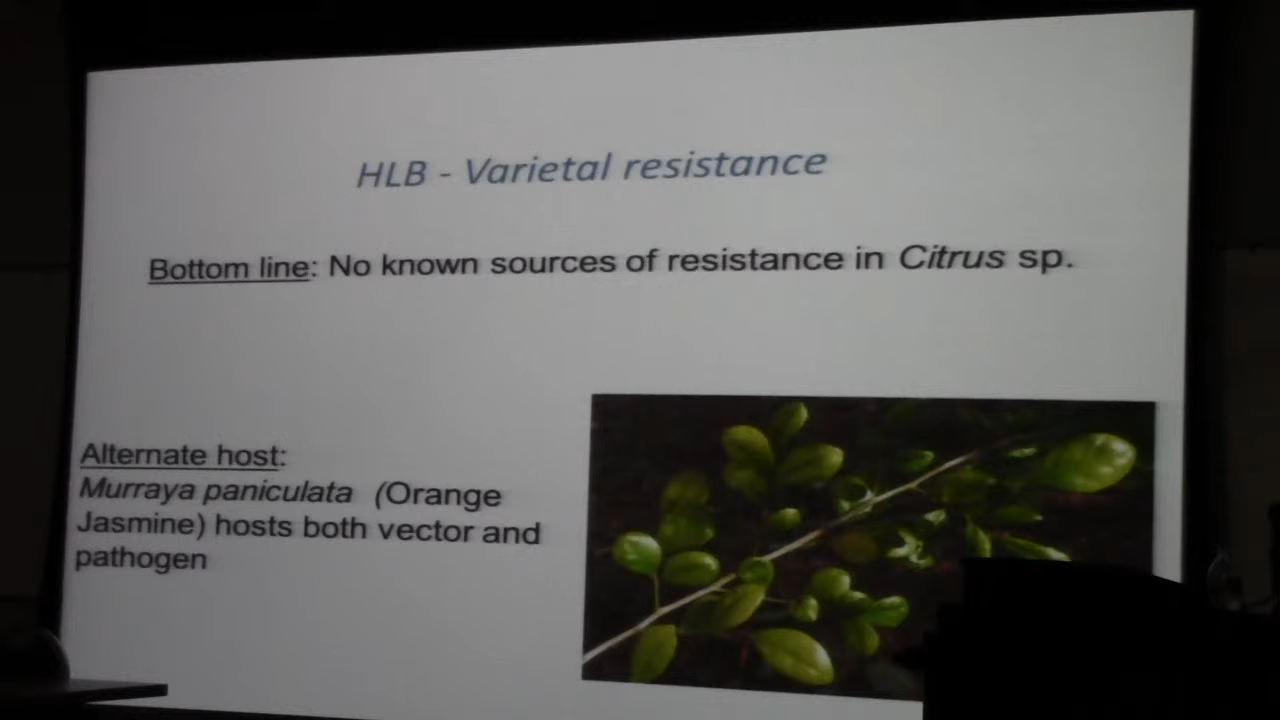 HLB - Varietal resistance
Bottom line: No known sources of resistance in Citrus sp.
Alternate host:
Murraya paniculata (Orange
Jasmine) hosts both vector and
pathogen